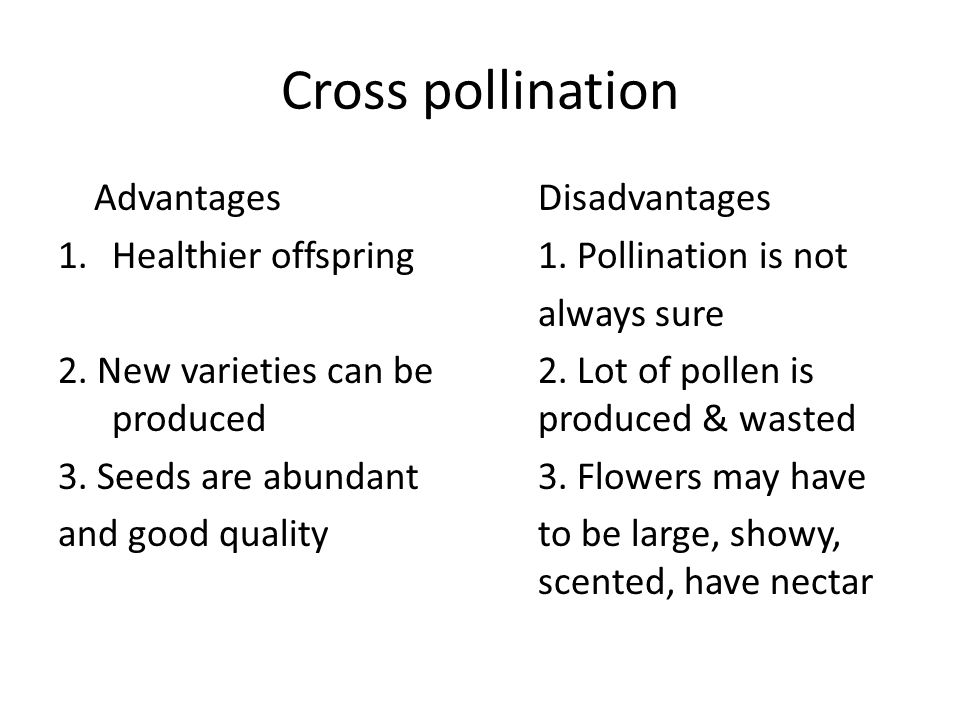 Cross pollination
Advantages
1. Healthier offspring
2. New varieties can be
produced
3. Seeds are abundant
and good quality
Disadvantages
1. Pollination is not
always sure
2. Lot of pollen is
produced & wasted
3. Flowers may have
to be large, showy,
scented, have nectar